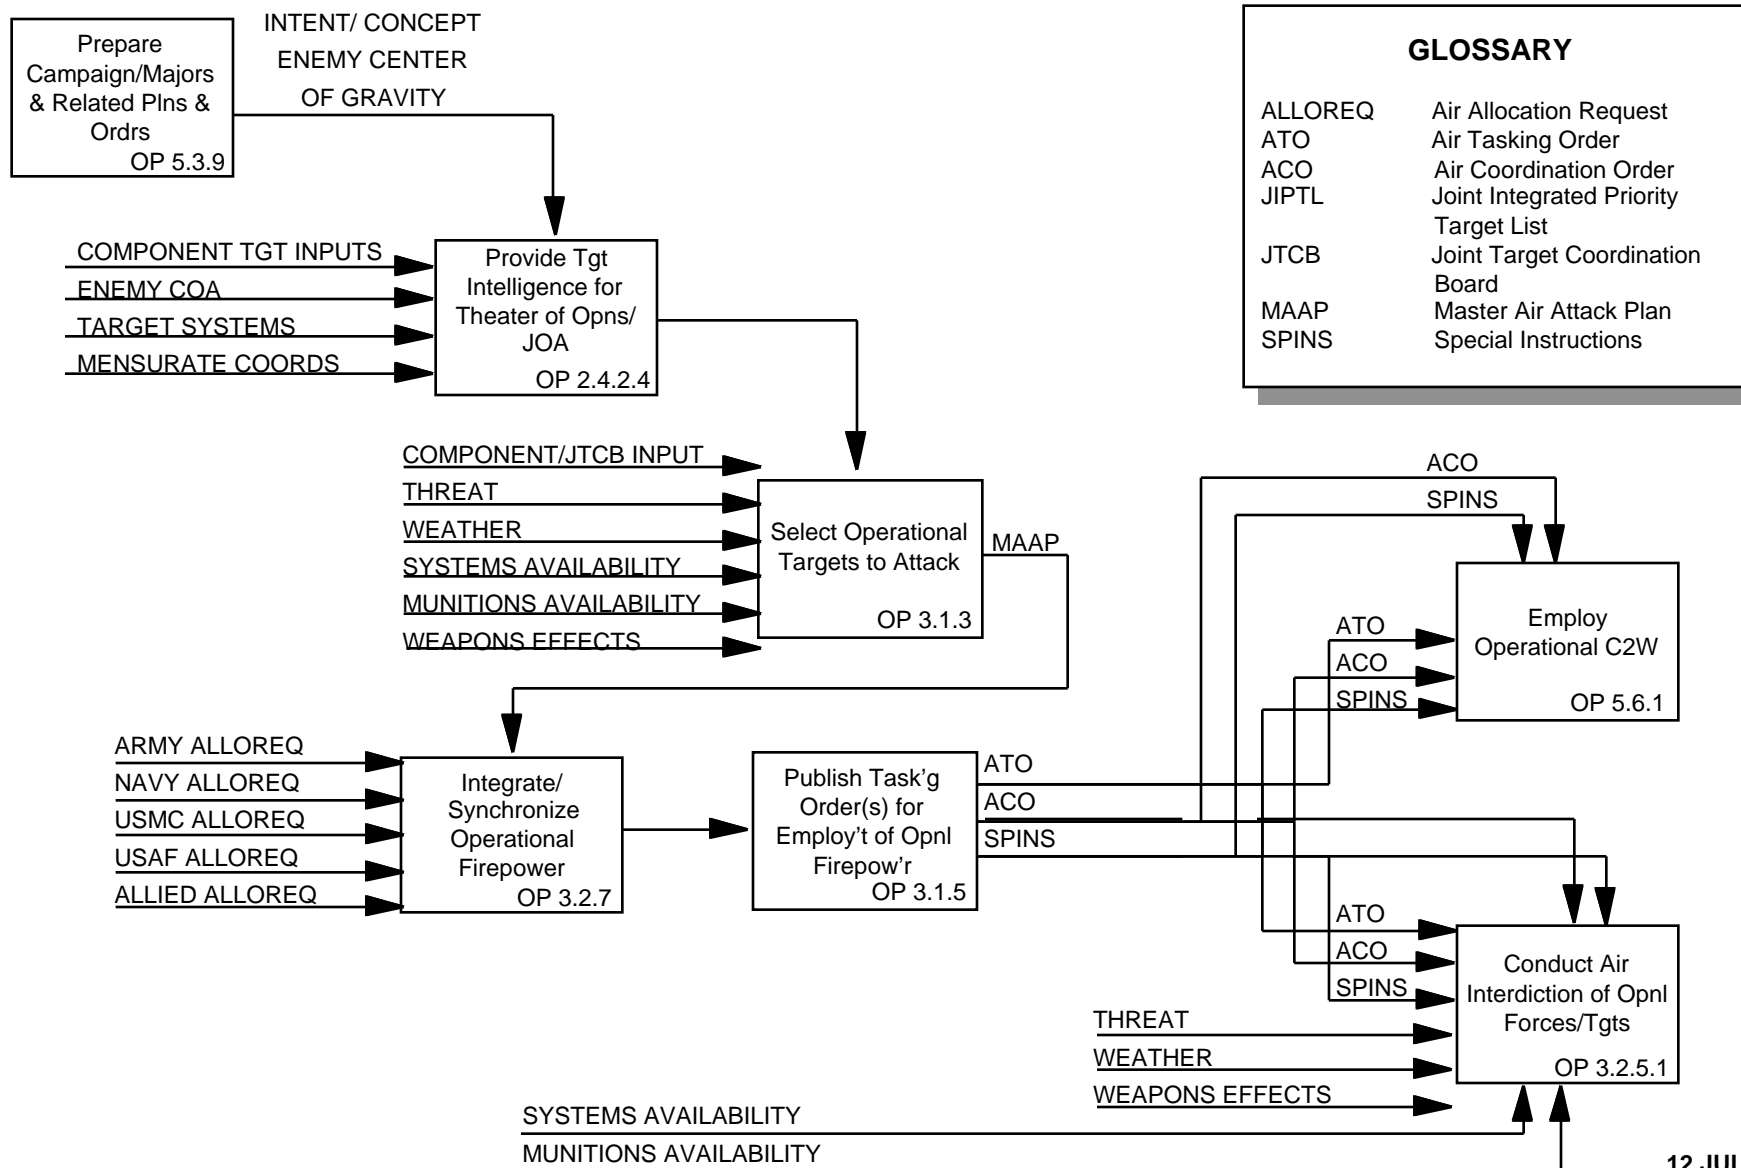 Prepare
Campaign/Majors
& Related Plns &
Ordrs
OP 5.3.9
INTENT/ CONCEPT
ENEMY CENTER
OF GRAVITY
GLOSSARY
ALLOREQ Air Allocation Request
ATO Air Tasking Order
ACO Air Coordination Order
JIPTL Joint Integrated Priority
Target List
JTCB Joint Target Coordination
Board
MAAP Master Air Attack Plan
SPINS Special Instructions
COMPONENT TGT INPUTS
ENEMY COA
TARGET SYSTEMS
MENSURATE COORDS
Provide Tgt
Intelligence for
Theater of Opns/
JOA
OP 2.4.2.4
COMPONENT/JTCB INPUT
THREAT
WEATHER
SYSTEMS AVAILABILITY
MUNITIONS AVAILABILITY
WEAPONS EFFECTS
Select Operational
Targets to Attack
OP 3.1.3
MAAP
ACO
SPINS
ATO
ACO
SPINS
Employ
Operational C2W
OP 5.6.1
ARMY ALLOREQ
NAVY ALLOREQ
USMC ALLOREQ
USAF ALLOREQ
ALLIED ALLOREQ
Integrate/
Synchronize
Operational
Firepower
OP 3.2.7
Publish Task'g
Order(s) for
Employ't of Opnl
Firepow'r
OP 3.1.5
ATO
ACO
SPINS
ATO
ACO
SPINS
THREAT
WEATHER
WEAPONS EFFECTS
Conduct Air
Interdiction of Opnl
Forces/Tgts
OP 3.2.5.1
SYSTEMS AVAILABILITY
MUNITIONS AVAILABILITY
12 JUL